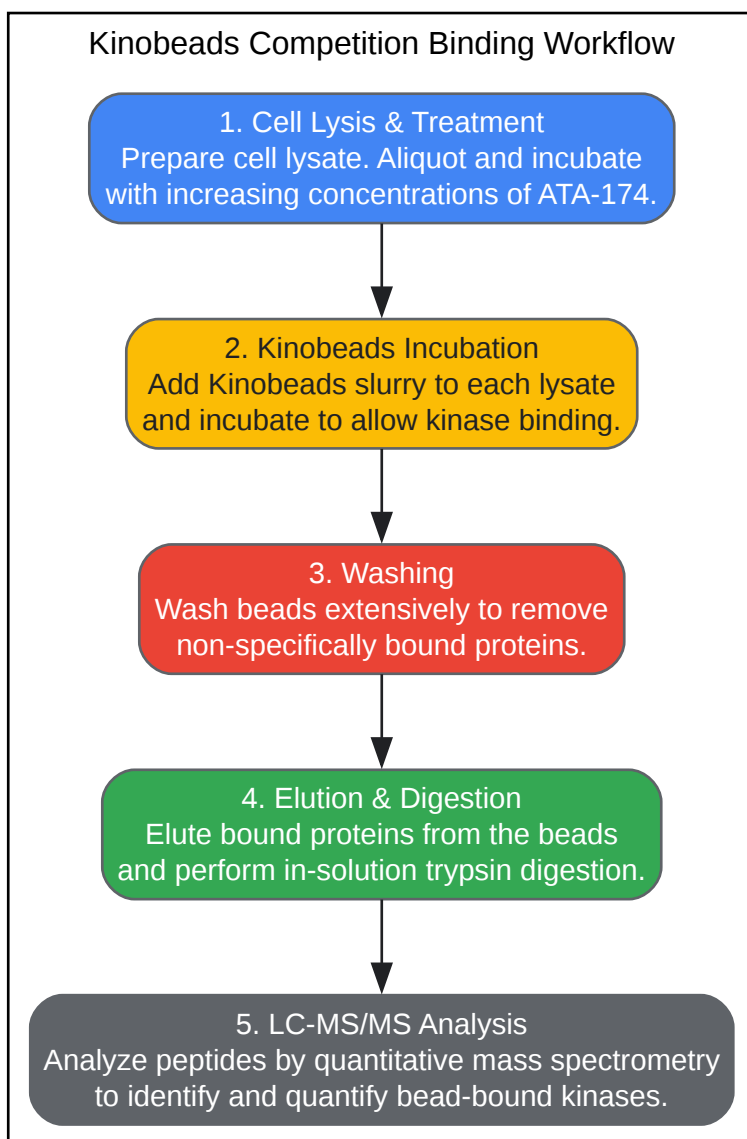 Kinobeads Competition Binding Workflow
1. Cell Lysis & Treatment
Prepare cell lysate. Aliquot and incubate
with increasing concentrations of ATA-174.
2. Kinobeads Incubation
Add Kinobeads slurry to each lysate
and incubate to allow kinase binding.
3. Washing
Wash beads extensively to remove
non-specifically bound proteins.
4. Elution & Digestion
Elute bound proteins from the beads
and perform in-solution trypsin digestion.
5. LC-MS/MS Analysis
Analyze peptides by quantitative mass spectrometry
to identify and quantify bead-bound kinases.